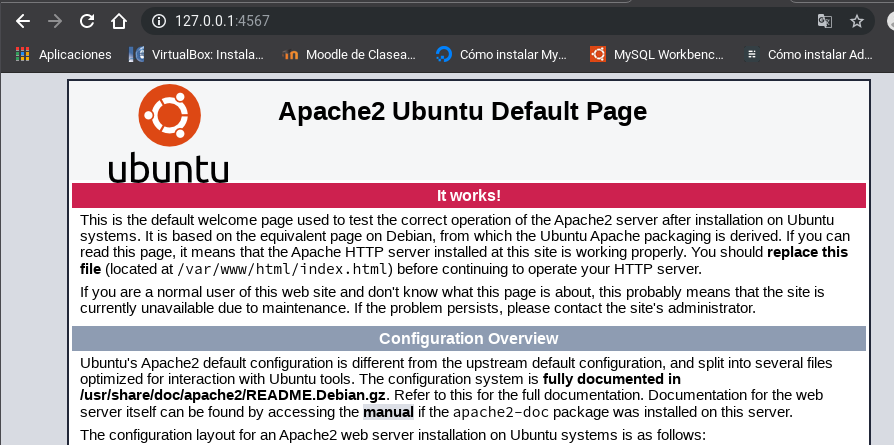 127.0.0.1:4567
Aplicaciones VirtualBox: Instala... Moodle de Clasea... Cómo instalar My... MySQL Workbenc... Cómo instalar Ad...
ubuntu
Apache2 Ubuntu Default Page
It works!
This is the default welcome page used to test the correct operation of the Apache2 server after installation on Ubuntu
systems. It is based on the equivalent page on Debian, from which the Ubuntu Apache packaging is derived. If you can
read this page, it means that the Apache HTTP server installed at this site is working properly. You should replace this
file (located at /var/www/html/index.html) before continuing to operate your HTTP server.
If you are a normal user of this web site and don't know what this page is about, this probably means that the site is
currently unavailable due to maintenance. If the problem persists, please contact the site's administrator.
Configuration Overview
Ubuntu's Apache2 default configuration is different from the upstream default configuration, and split into several files
optimized for interaction with Ubuntu tools. The configuration system is fully documented in
/usr/share/doc/apache2/README.Debian.gz. Refer to this for the full documentation. Documentation for the web
server itself can be found by accessing the manual if the apache2-doc package was installed on this server.
The configuration layout for an Apache2 web server installation on Ubuntu systems is as follows: